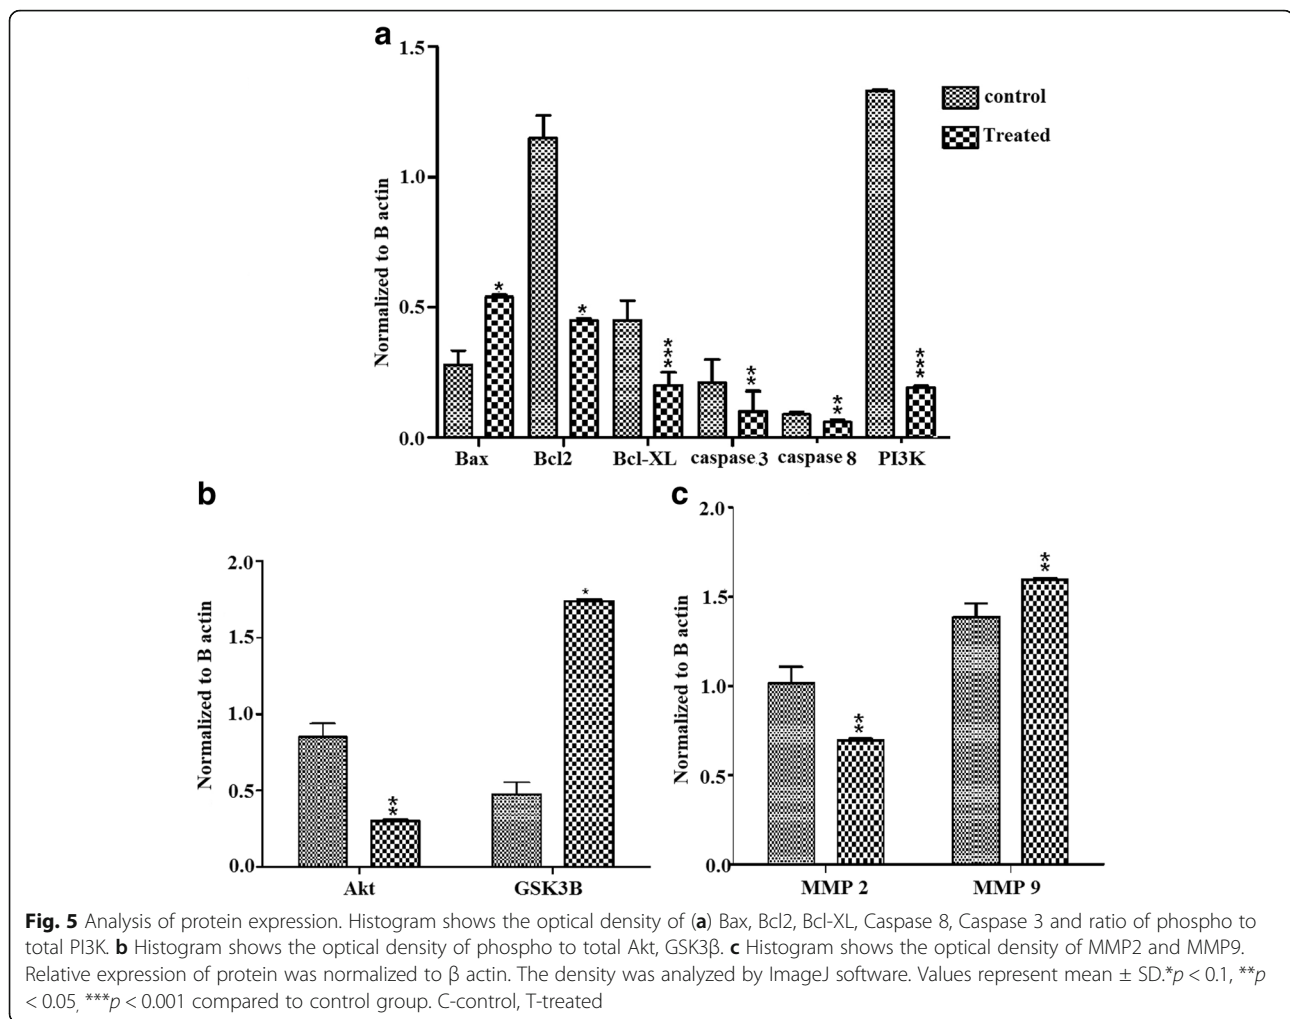 a
1.5
1.0
0.5
0.0
Normalized to B actin
control
Treated
*
*
***
**
**
***
Bax Bcl2 Bcl-XL caspase 3 caspase 8 PI3K
b
2.0
1.5
1.0
0.5
0.0
Normalized to B actin
**
*
Akt GSK3B
c
2.0
1.5
1.0
0.5
0.0
Normalized to B actin
**
**
MMP 2 MMP 9
Fig. 5 Analysis of protein expression. Histogram shows the optical density of (a) Bax, Bcl2, Bcl-XL, Caspase 8, Caspase 3 and ratio of phospho to
total PI3K. b Histogram shows the optical density of phospho to total Akt, GSK3β. c Histogram shows the optical density of MMP2 and MMP9.
Relative expression of protein was normalized to β actin. The density was analyzed by ImageJ software. Values represent mean ± SD.*p < 0.1, **p
< 0.05, ***p < 0.001 compared to control group. C-control, T-treated